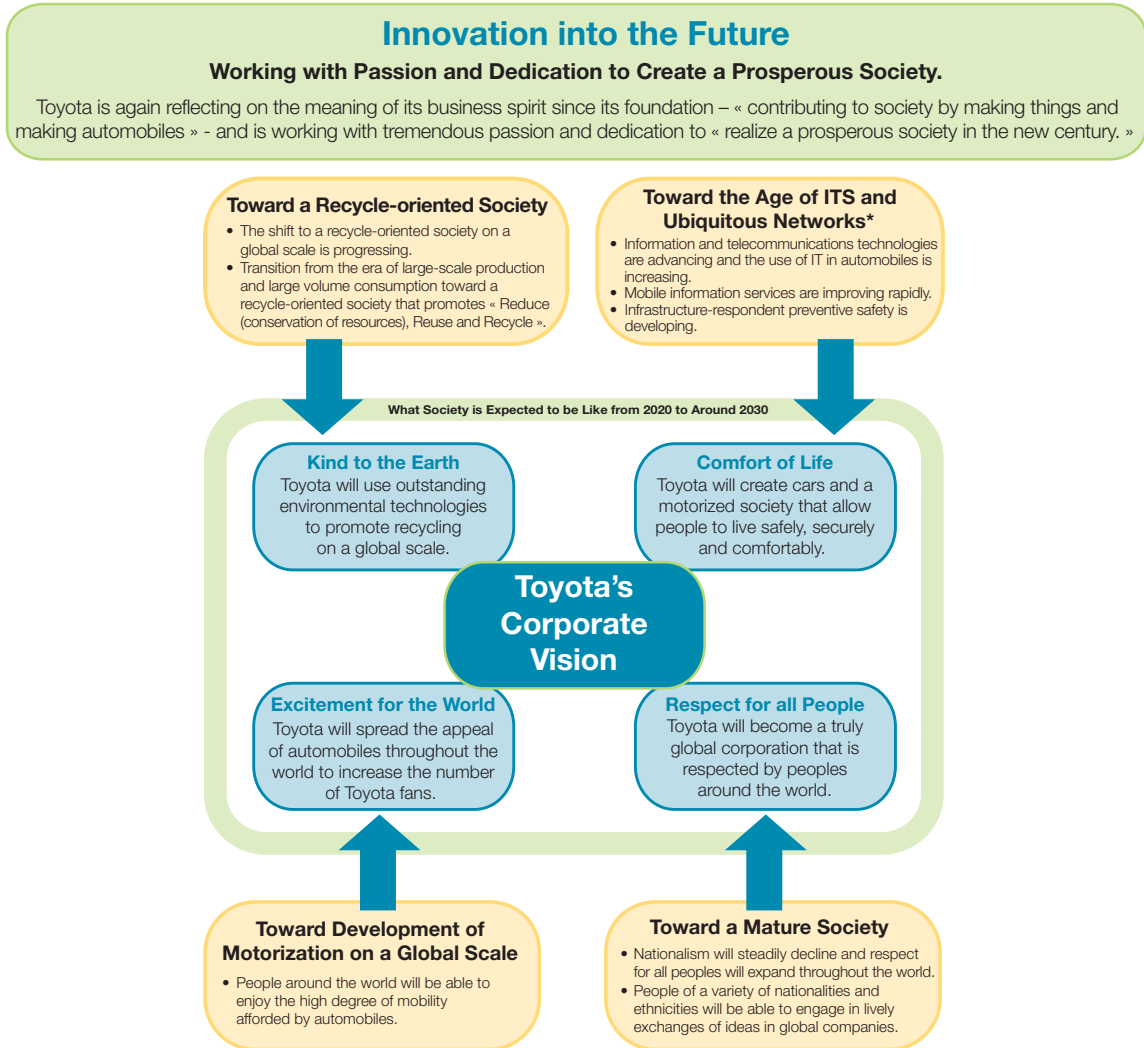 Innovation into the Future
Working with Passion and Dedication to Create a Prosperous Society.
Toyota is again reflecting on the meaning of its business spirit since its foundation – « contributing to society by making things and
making automobiles » - and is working with tremendous passion and dedication to « realize a prosperous society in the new century. »
Toward a Recycle-oriented Society
• The shift to a recycle-oriented society on a
global scale is progressing.
• Transition from the era of large-scale production
and large volume consumption toward a
recycle-oriented society that promotes « Reduce
(conservation of resources), Reuse and Recycle ».
Toward the Age of ITS and
Ubiquitous Networks*
• Information and telecommunications technologies
are advancing and the use of IT in automobiles is
increasing.
• Mobile information services are improving rapidly.
• Infrastructure-respondent preventive safety is
developing.
What Society is Expected to be Like from 2020 to Around 2030
Kind to the Earth
Toyota will use outstanding
environmental technologies
to promote recycling
on a global scale.
Comfort of Life
Toyota will create cars and a
motorized society that allow
people to live safely, securely
and comfortably.
Toyota’s
Corporate
Vision
Excitement for the World
Toyota will spread the appeal
of automobiles throughout the
world to increase the number
of Toyota fans.
Respect for all People
Toyota will become a truly
global corporation that is
respected by peoples
around the world.
Toward Development of
Motorization on a Global Scale
• People around the world will be able to
enjoy the high degree of mobility
afforded by automobiles.
Toward a Mature Society
• Nationalism will steadily decline and respect
for all peoples will expand throughout the world.
• People of a variety of nationalities and
ethnicities will be able to engage in lively
exchanges of ideas in global companies.